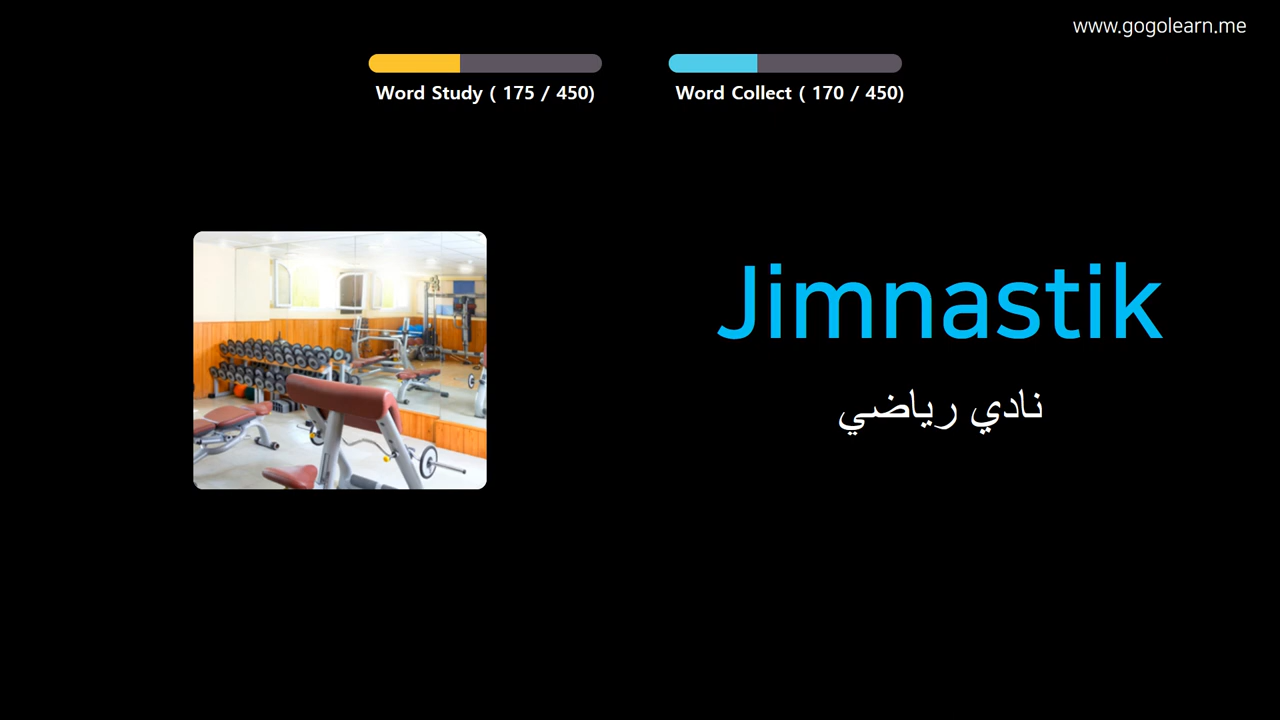 www.gogolearn.me
Word Study ( 175 / 450)
Word Collect ( 170 / 450)
Jimnastik
نادي رياضي